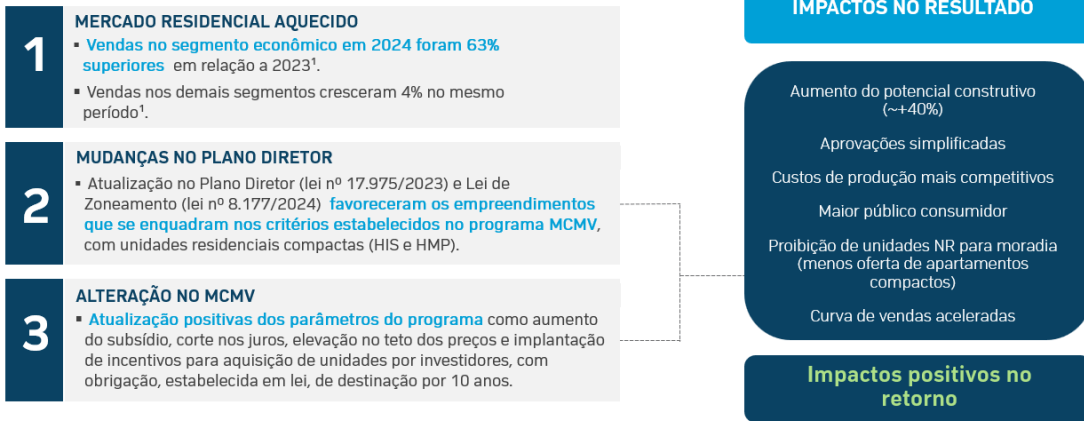 1
MERCADO RESIDENCIAL AQUECIDO
▪ Vendas no segmento econômico em 2024 foram 63%
superiores em relação a 2023¹.
▪ Vendas nos demais segmentos cresceram 4% no mesmo
período¹.
2
MUDANÇAS NO PLANO DIRETOR
▪ Atualização no Plano Diretor (lei nº 17.975/2023) e Lei de
Zoneamento (lei nº 8.177/2024) favoreceram os empreendimentos
que se enquadram nos critérios estabelecidos no programa MCMV,
com unidades residenciais compactas (HIS e HMP).
3
ALTERAÇÃO NO MCMV
▪ Atualização positivas dos parâmetros do programa como aumento
do subsídio, corte nos juros, elevação no teto dos preços e implantação
de incentivos para aquisição de unidades por investidores, com
obrigação, estabelecida em lei, de destinação por 10 anos.
IMPACTOS NO RESULTADO
Aumento do potencial construtivo
(~+40%)
Aprovações simplificadas
Custos de produção mais competitivos
Maior público consumidor
Proibição de unidades NR para moradia
(menos oferta de apartamentos
compactos)
Curva de vendas aceleradas
Impactos positivos no
retorno